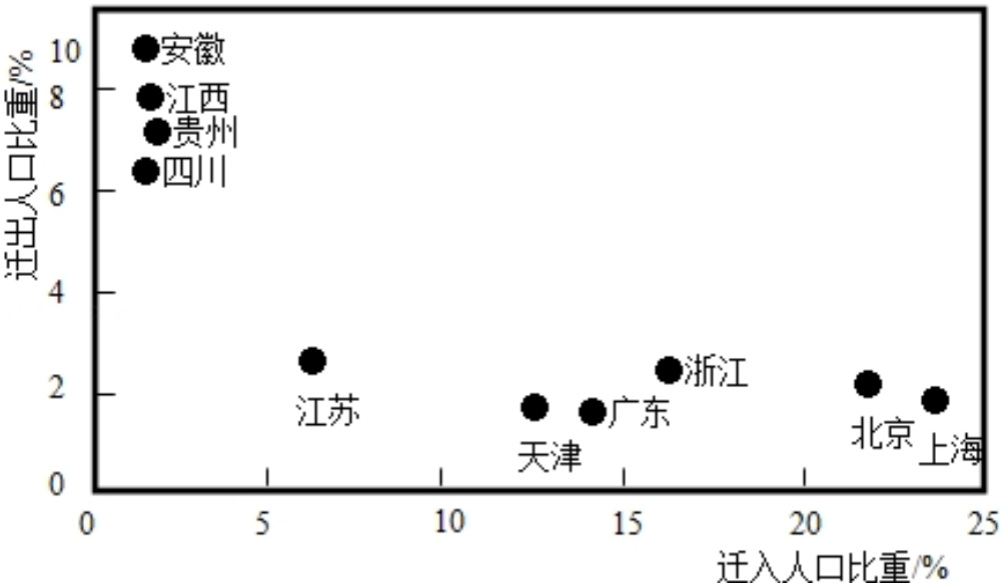 迁出人口比重/%
10
8
6
4
2
0
安徽
江西
贵州
四川
江苏
天津
广东
浙江
北京
上海
0 5 10 15 20 25
迁入人口比重/%